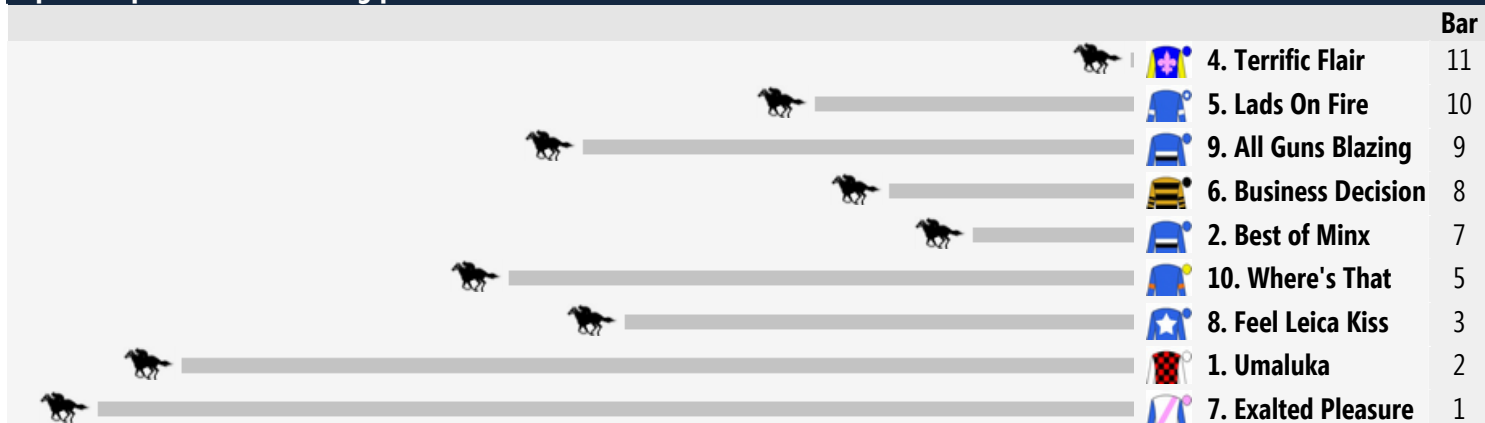 Bar
4. Terrific Flair 11
5. Lads On Fire 10
9. All Guns Blazing 9
6. Business Decision 8
2. Best of Minx 7
10. Where's That 5
8. Feel Leica Kiss 3
1. Umaluka 2
7. Exalted Pleasure 1